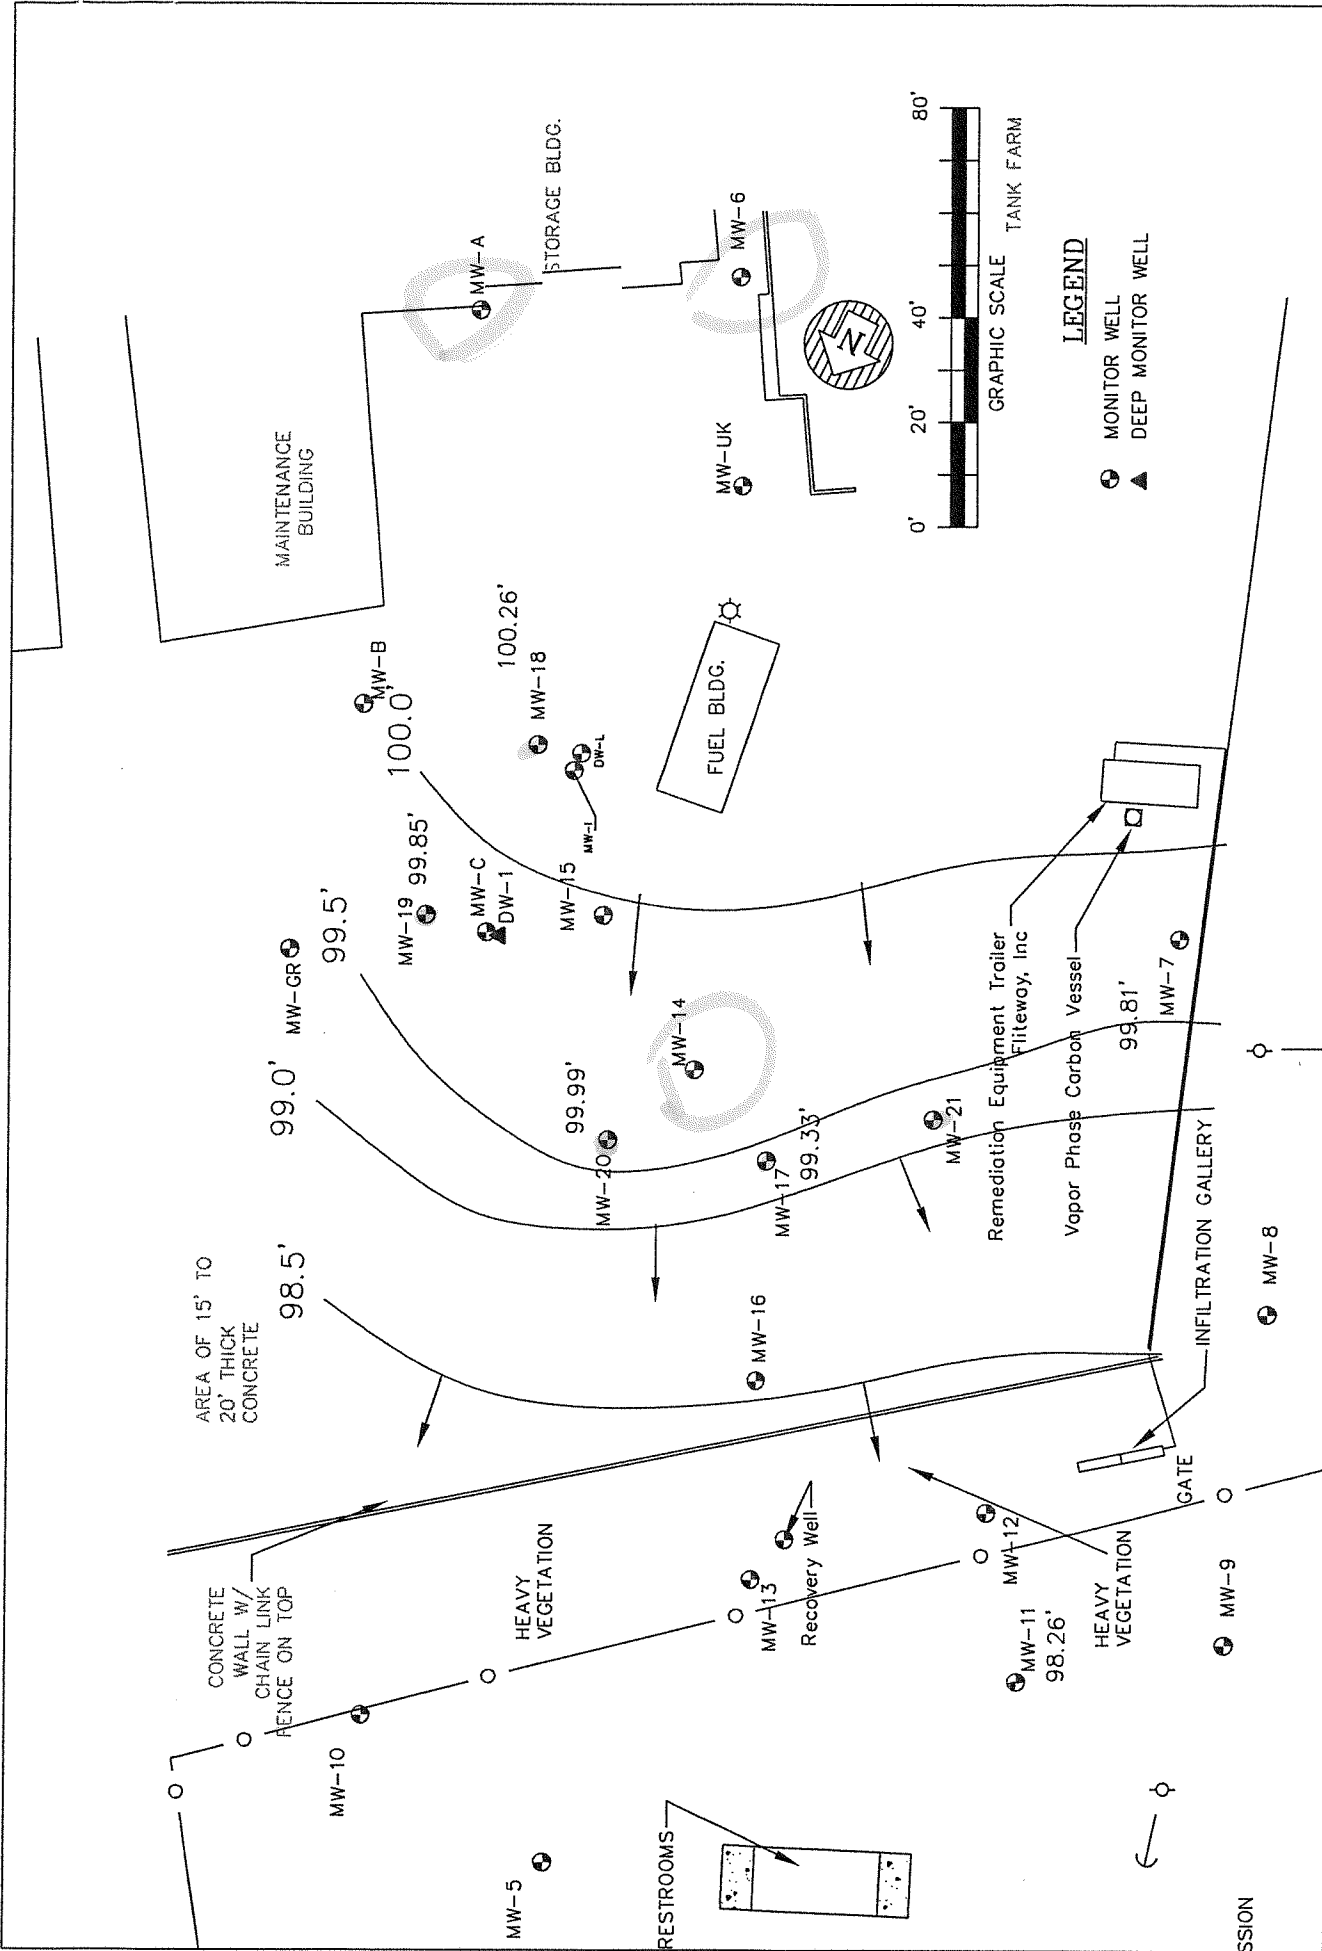 MAINTENANCE
BUILDING
STORAGE BLDG.
MW-A
MW-6
MW-UK
N
0' 20' 40' 80'
GRAPHIC SCALE
TANK FARM
LEGEND
MONITOR WELL
DEEP MONITOR WELL
MW-B
100.0'
100.26'
MW-18
DW-L
MW-I
FUEL BLDG.
MW-GR
99.5'
MW-19
99.85'
MW-C
DW-1
MW-15
99.0'
MW-14
99.99'
MW-20
MW-17
99.33'
MW-21
Remediation Equipment Trailer
Fliteway, Inc
Vapor Phase Carbon Vessel
99.81'
MW-7
AREA OF 15' TO
20' THICK
CONCRETE
98.5'
MW-16
INFILTRATION GALLERY
MW-8
CONCRETE
WALL W/
CHAIN LINK
FENCE ON TOP
HEAVY
VEGETATION
MW-13
Recovery Well
MW-12
GATE
HEAVY
VEGETATION
MW-11
98.26'
MW-9
MW-10
MW-5
RESTROOMS
SSION